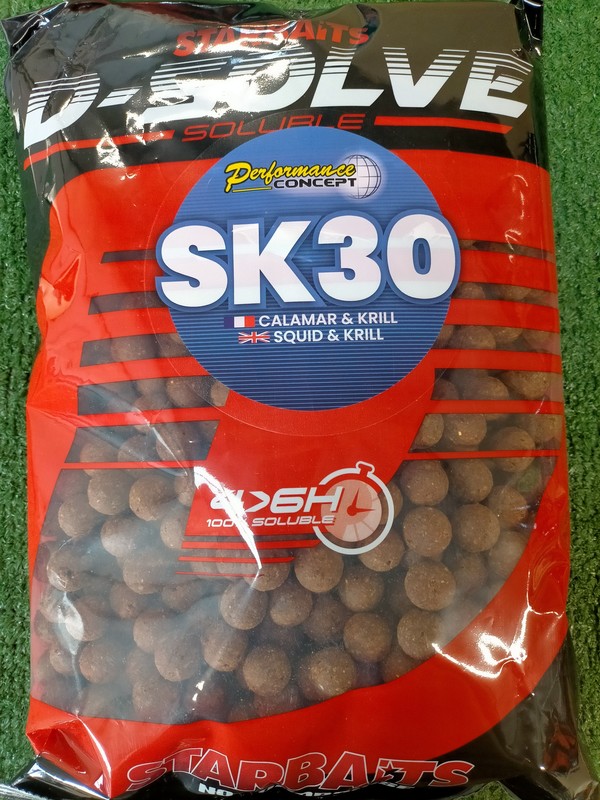 STARBAITS
D-SOLVE
SOLUBLE
Performance
CONCEPT
SK30
CALAMAR & KRILL
SQUID & KRILL
4>6H
100% SOLUBLE
STARBAITS